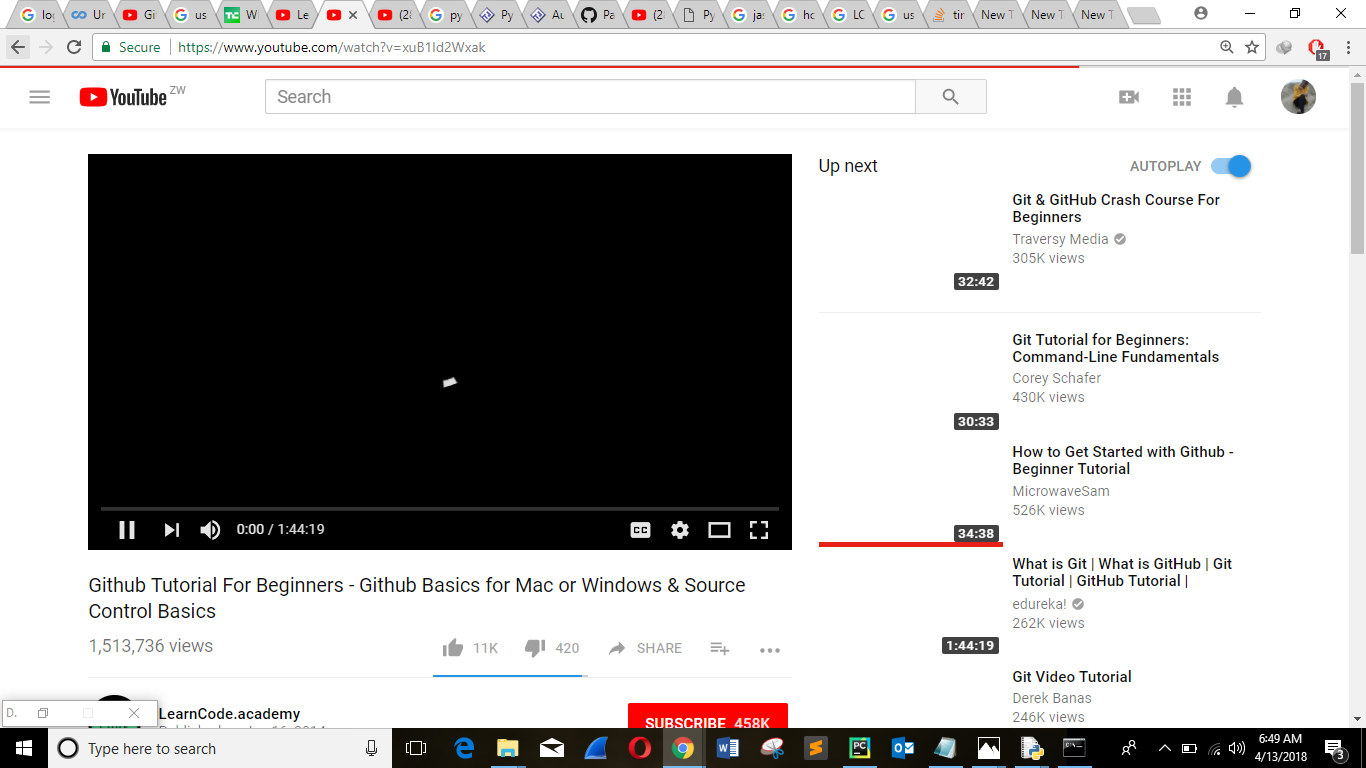 log
Ur
Gi
us
W
Le
(2
py
Py
Au
Pa
(2
Py
jas
ho
LC
us
tir
New T
New T
New T
Secure https://www.youtube.com/watch?v=xuB1Id2Wxak
17
YouTube ZW
Search
Up next
AUTOPLAY
Git & GitHub Crash Course For
Beginners
Traversy Media
305K views
32:42
Git Tutorial for Beginners:
Command-Line Fundamentals
Corey Schafer
430K views
30:33
How to Get Started with Github -
Beginner Tutorial
MicrowaveSam
526K views
34:38
What is Git | What is GitHub | Git
Tutorial | GitHub Tutorial |
edureka!
262K views
1:44:19
Git Video Tutorial
Derek Banas
246K views
0:00 / 1:44:19
CC
Github Tutorial For Beginners - Github Basics for Mac or Windows & Source
Control Basics
1,513,736 views
11K
420
SHARE
D.
LearnCode.academy
SUBSCRIBE 458K
Type here to search
6:49 AM
4/13/2018
3